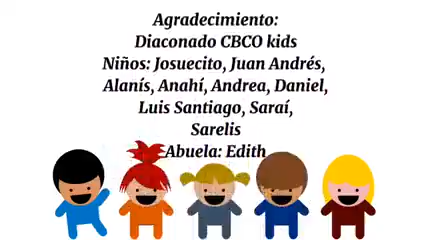 Agradecimiento:
Diaconado CBCO kids
Niños: Josuecito, Juan Andrés,
Alanís, Anahí, Andrea, Daniel,
Luis Santiago, Saraí,
Sarelis
Abuela: Edith